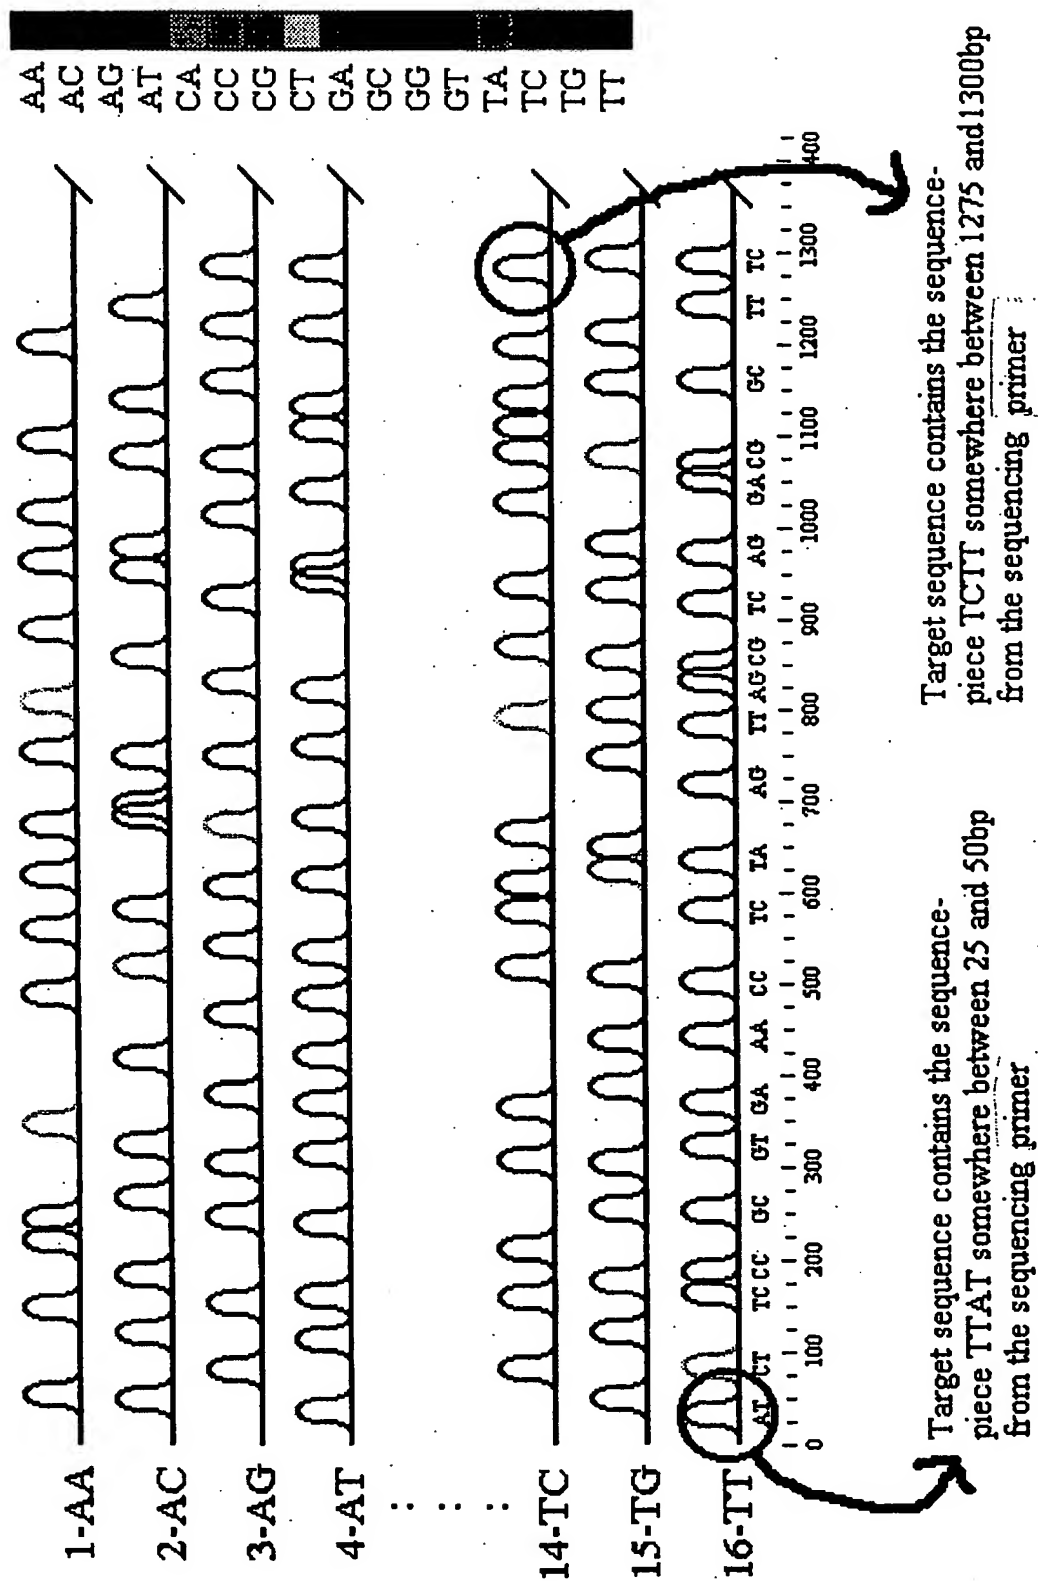 1-AA
2-AC
3-AG
4-AT
14-TC
15-TG
16-TT
AT CT TC CC GC GT GA AA CC TC TA AG TT AG CG TC AG GA CG GC TT TC
0 100 200 300 400 500 600 700 800 900 1000 1100 1200 1300 400
AA
AC
AG
AT
CA
CC
CG
CT
GA
GC
GG
GT
TA
TC
TG
TT
Target sequence contains the sequence-
piece TTAT somewhere between 25 and 50bp
from the sequencing primer
Target sequence contains the sequence-
piece TCTT somewhere between 1275 and1300bp
from the sequencing primer